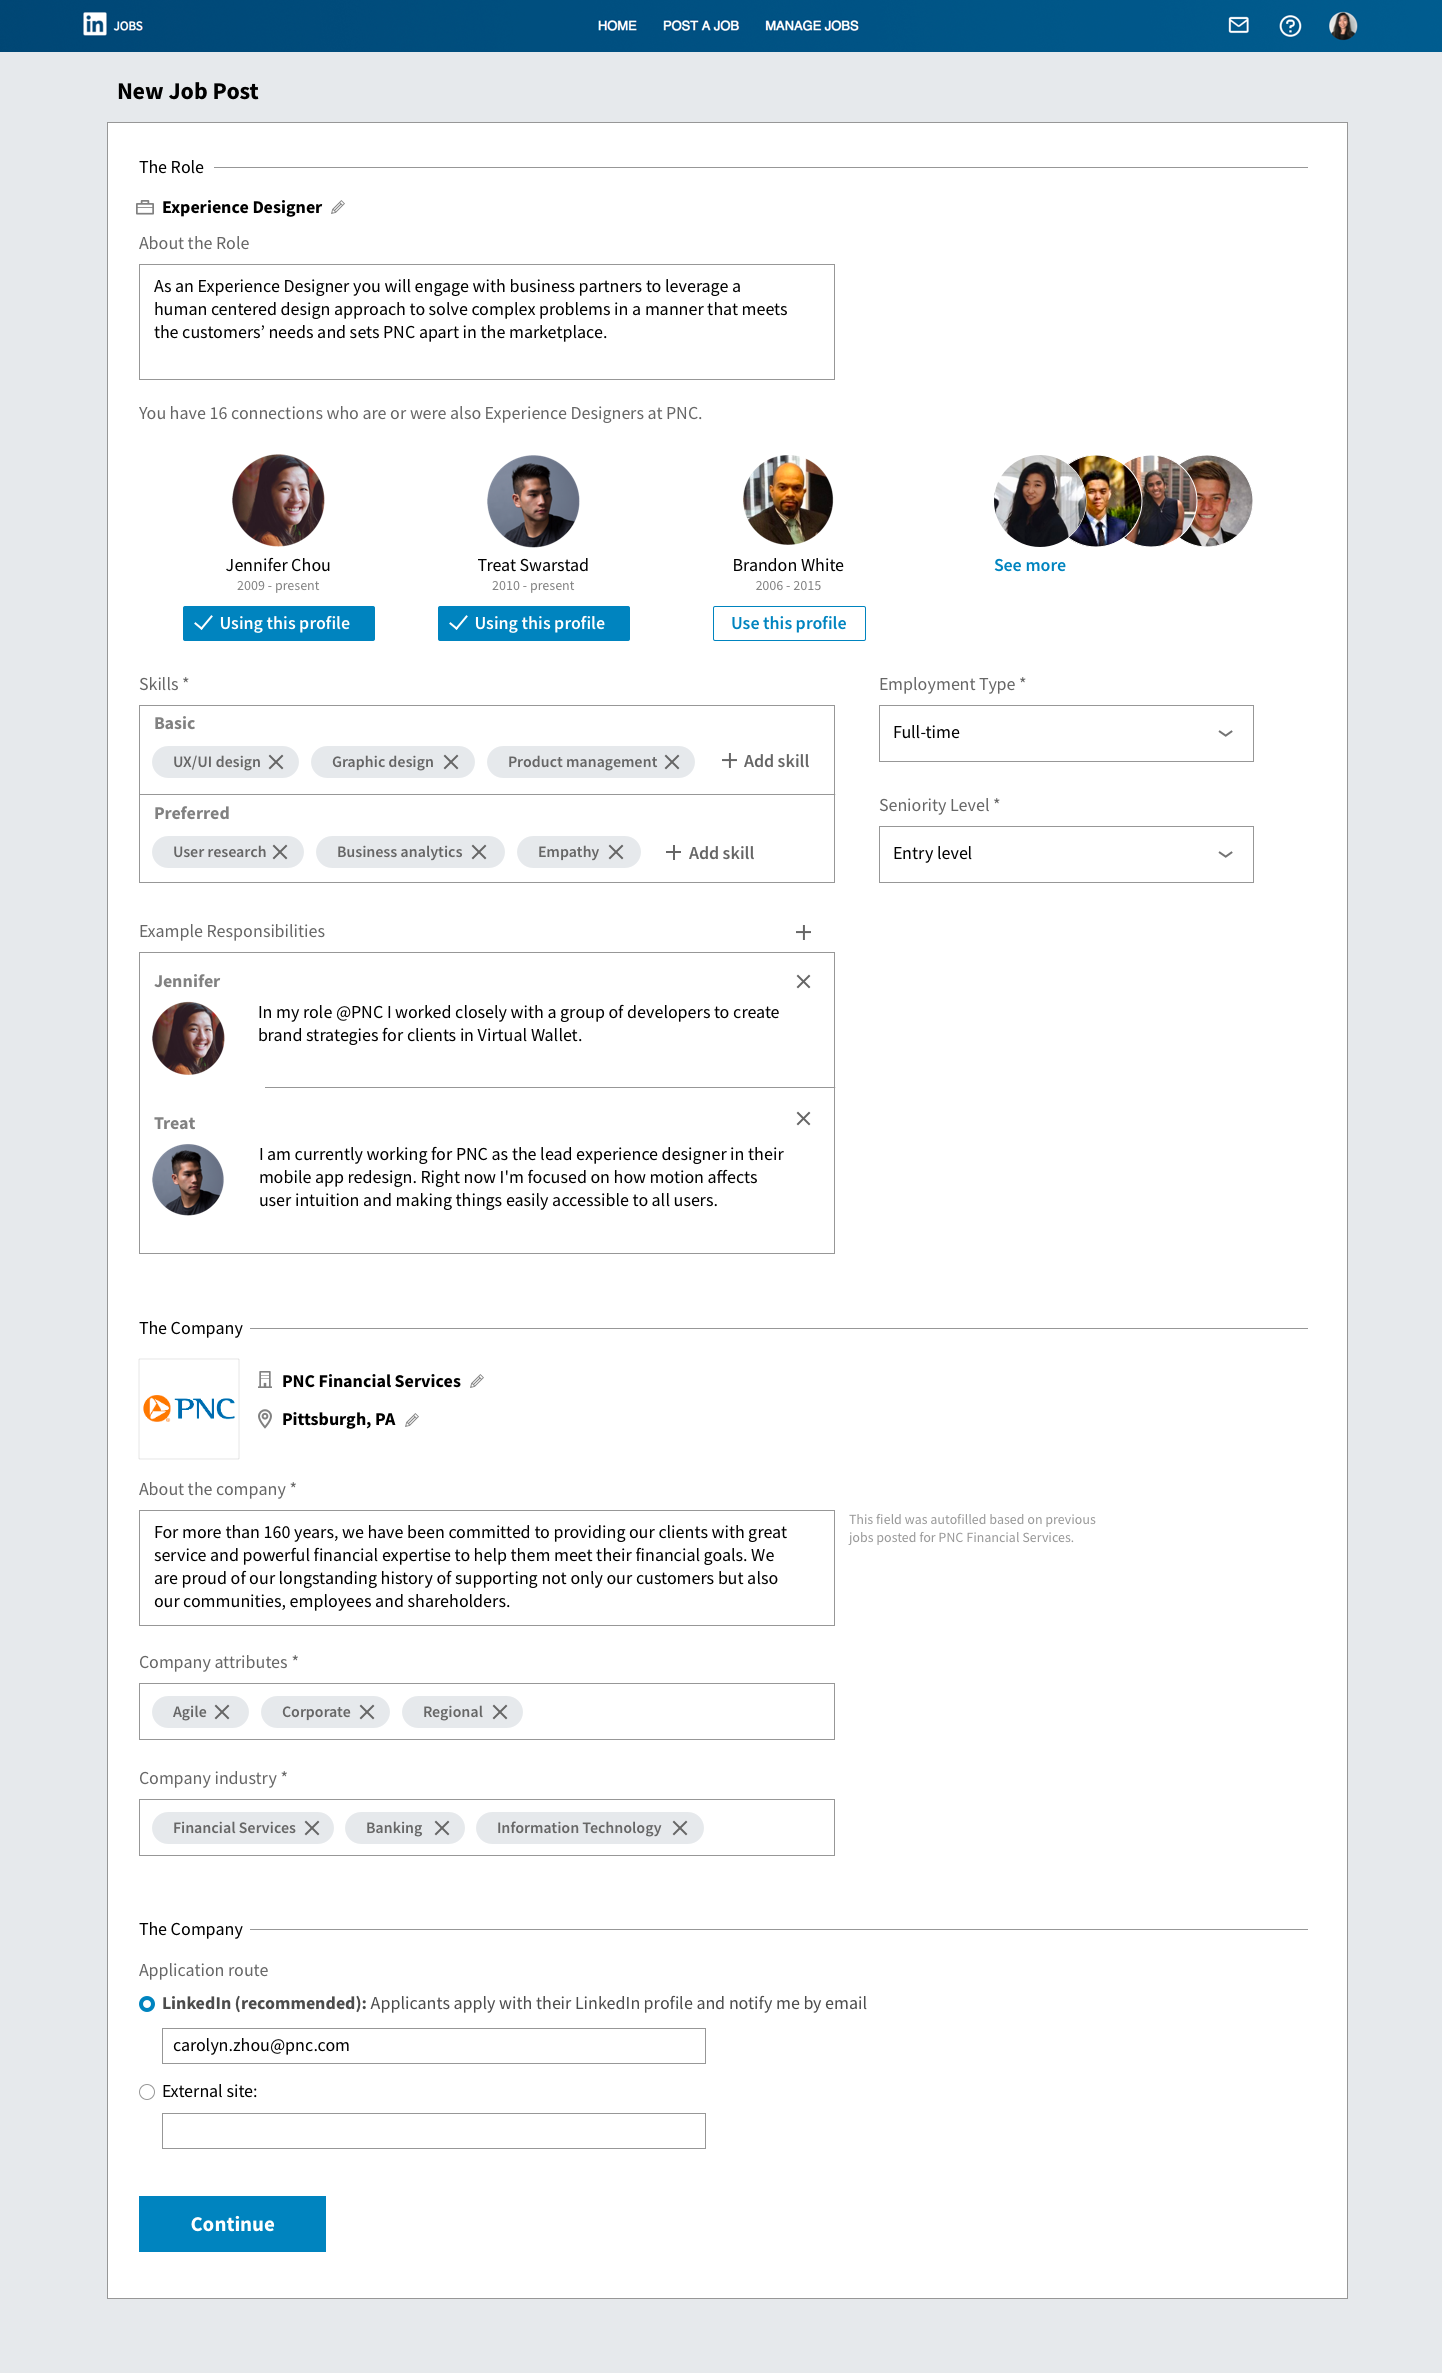 in JOBS
HOME POST A JOB MANAGE JOBS
New Job Post
The Role
Experience Designer
About the Role
As an Experience Designer you will engage with business partners to leverage a
human centered design approach to solve complex problems in a manner that meets
the customers’ needs and sets PNC apart in the marketplace.
You have 16 connections who are or were also Experience Designers at PNC.
Jennifer Chou
2009 - present
Using this profile
Treat Swarstad
2010 - present
Using this profile
Brandon White
2006 - 2015
Use this profile
See more
Skills *
Basic
UX/UI design Graphic design Product management Add skill
Preferred
User research Business analytics Empathy Add skill
Employment Type *
Full-time
Seniority Level *
Entry level
Example Responsibilities
Jennifer
In my role @PNC I worked closely with a group of developers to create
brand strategies for clients in Virtual Wallet.
Treat
I am currently working for PNC as the lead experience designer in their
mobile app redesign. Right now I'm focused on how motion affects
user intuition and making things easily accessible to all users.
The Company
PNC
PNC Financial Services
Pittsburgh, PA
About the company *
For more than 160 years, we have been committed to providing our clients with great
service and powerful financial expertise to help them meet their financial goals. We
are proud of our longstanding history of supporting not only our customers but also
our communities, employees and shareholders.
This field was autofilled based on previous
jobs posted for PNC Financial Services.
Company attributes *
Agile Corporate Regional
Company industry *
Financial Services Banking Information Technology
The Company
Application route
LinkedIn (recommended): Applicants apply with their LinkedIn profile and notify me by email
carolyn.zhou@pnc.com
External site:
Continue